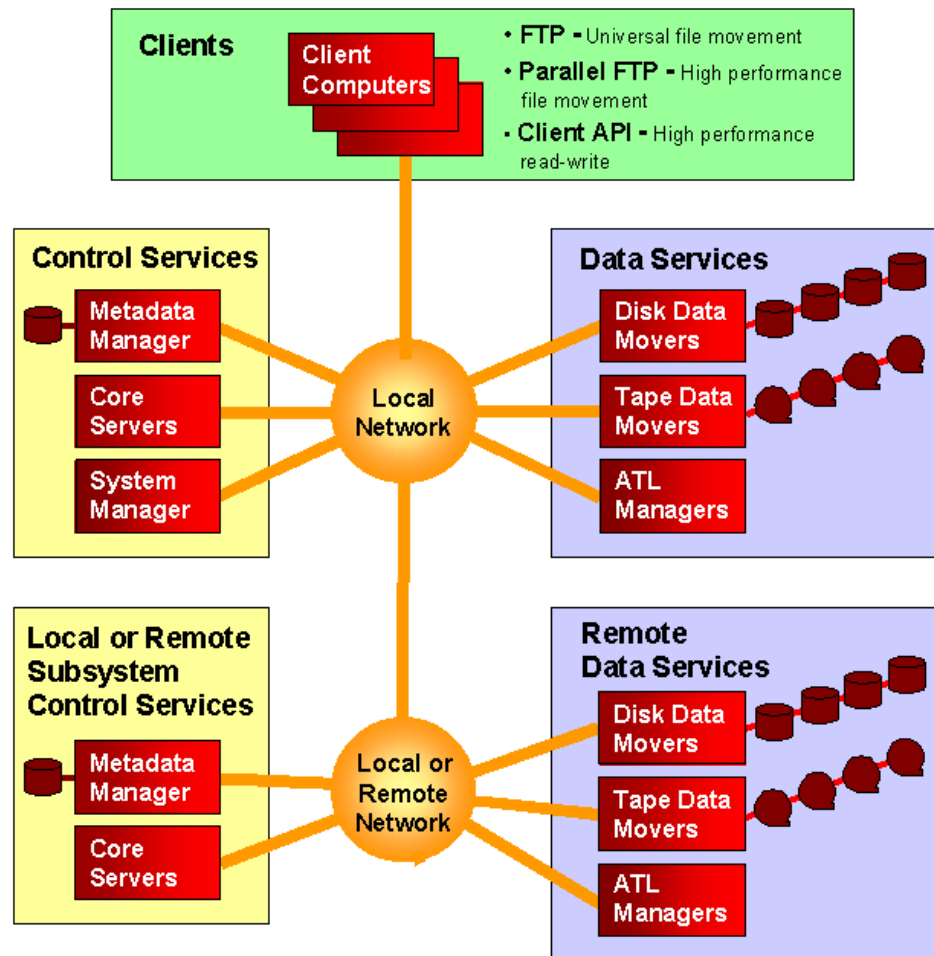 Clients
Client
Computers
• FTP - Universal file movement
• Parallel FTP - High performance
file movement
• Client API - High performance
read-write
Control Services
Metadata
Manager
Core
Servers
System
Manager
Local
Network
Data Services
Disk Data
Movers
Tape Data
Movers
ATL
Managers
Local or Remote
Subsystem
Control Services
Metadata
Manager
Core
Servers
Local or
Remote
Network
Remote
Data Services
Disk Data
Movers
Tape Data
Movers
ATL
Managers